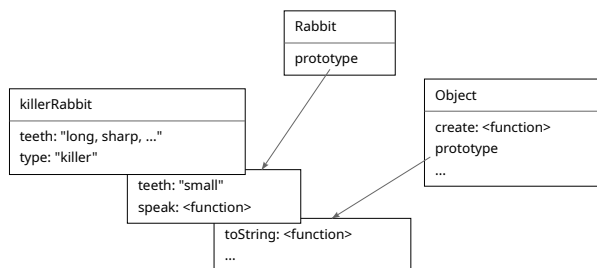 Rabbit
prototype
killerRabbit
teeth: "long, sharp, ..."
type: "killer"
Object
create: <function>
prototype
...
teeth: "small"
speak: <function>
toString: <function>
...